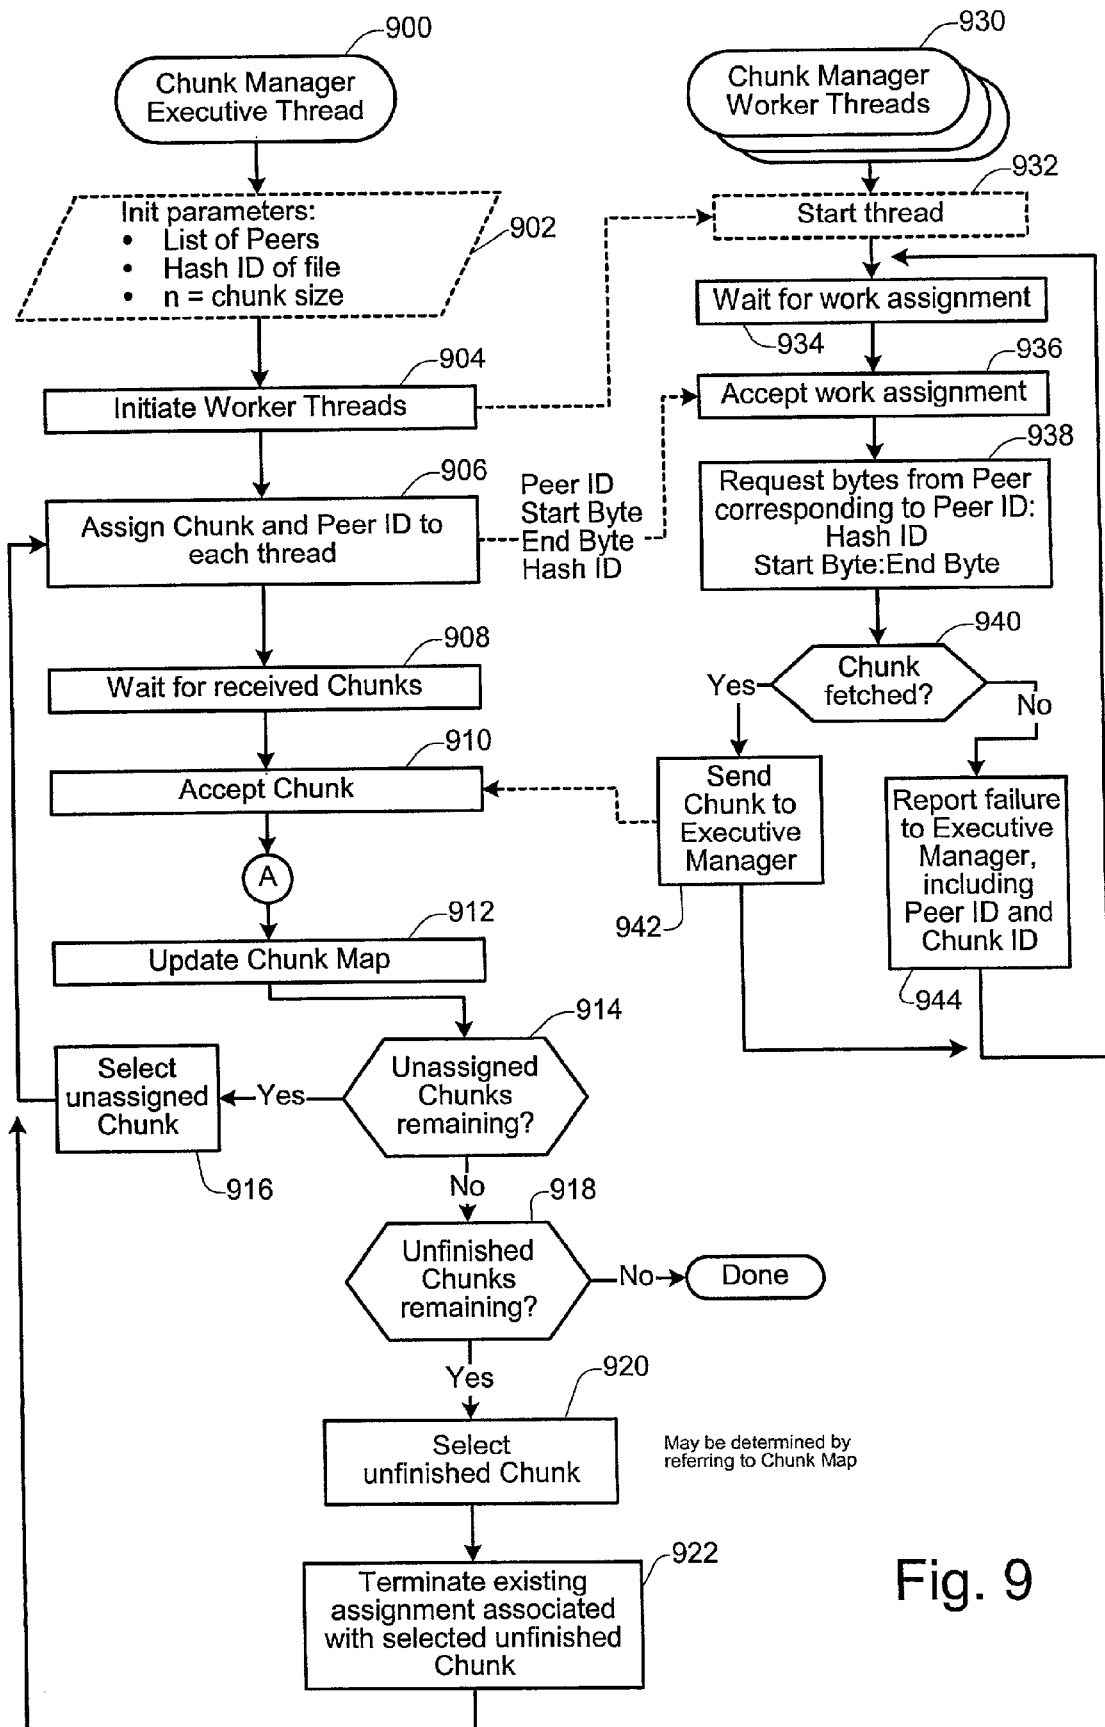 900
Chunk Manager
Executive Thread
Init parameters:
• List of Peers
• Hash ID of file
• n = chunk size
902
904
Initiate Worker Threads
906
Assign Chunk and Peer ID to
each thread
Peer ID
Start Byte
End Byte
Hash ID
908
Wait for received Chunks
910
Accept Chunk
A
912
Update Chunk Map
914
Unassigned
Chunks
remaining?
Yes
Select
unassigned
Chunk
916
No
918
Unfinished
Chunks
remaining?
No
Done
Yes
920
Select
unfinished Chunk
May be determined by
referring to Chunk Map
922
Terminate existing
assignment associated
with selected unfinished
Chunk
930
Chunk Manager
Worker Threads
932
Start thread
Wait for work assignment
934
936
Accept work assignment
938
Request bytes from Peer
corresponding to Peer ID:
Hash ID
Start Byte:End Byte
940
Chunk
fetched?
Yes
No
Send
Chunk to
Executive
Manager
942
Report failure
to Executive
Manager,
including
Peer ID and
Chunk ID
944
Fig. 9